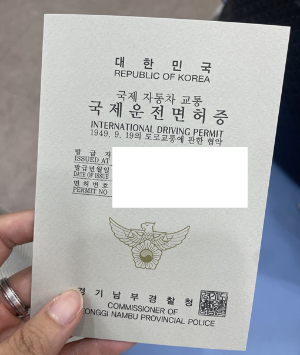 대 한 민 국
REPUBLIC OF KOREA
국제 자동차 교통
국제운전면허증
INTERNATIONAL DRIVING PERMIT
1949. 9. 19의 도로교통에 관한 협약
발 급 지
ISSUED AT
발급년월일
DATE OF ISSUE
면 허 번 호
PERMIT NO
경기남부경찰청
COMMISSIONER OF
GYEONGGI NAMBU PROVINCIAL POLICE